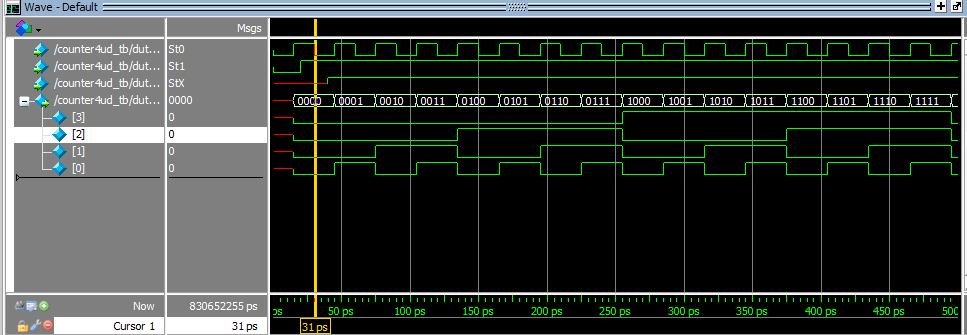 Wave - Default
Msgs
/counter4ud_tb/dut... St0
/counter4ud_tb/dut... St1
/counter4ud_tb/dut... StX
/counter4ud_tb/dut... 0000 0000 0001 0010 0011 0100 0101 0110 0111 1000 1001 1010 1011 1100 1101 1110 1111
[3] 0
[2] 0
[1] 0
[0] 0
Now 830652255 ps ps 50 ps 100 ps 150 ps 200 ps 250 ps 300 ps 350 ps 400 ps 450 ps 500
Cursor 1 31 ps 31 ps